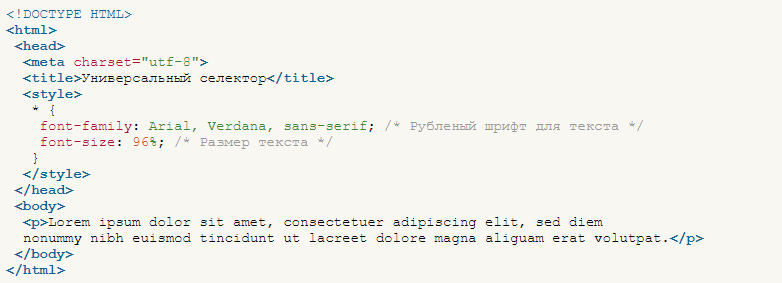 <!DOCTYPE HTML>
<html>
<head>
<meta charset="utf-8">
<title>Универсальный селектор</title>
<style>
* {
font-family: Arial, Verdana, sans-serif; /* Рубленый шрифт для текста */
font-size: 96%; /* Размер текста */
}
</style>
</head>
<body>
<p>Lorem ipsum dolor sit amet, consectetuer adipiscing elit, sed diem
nonummy nibh euismod tincidunt ut lacreet dolore magna aliguam erat volutpat.</p>
</body>
</html>